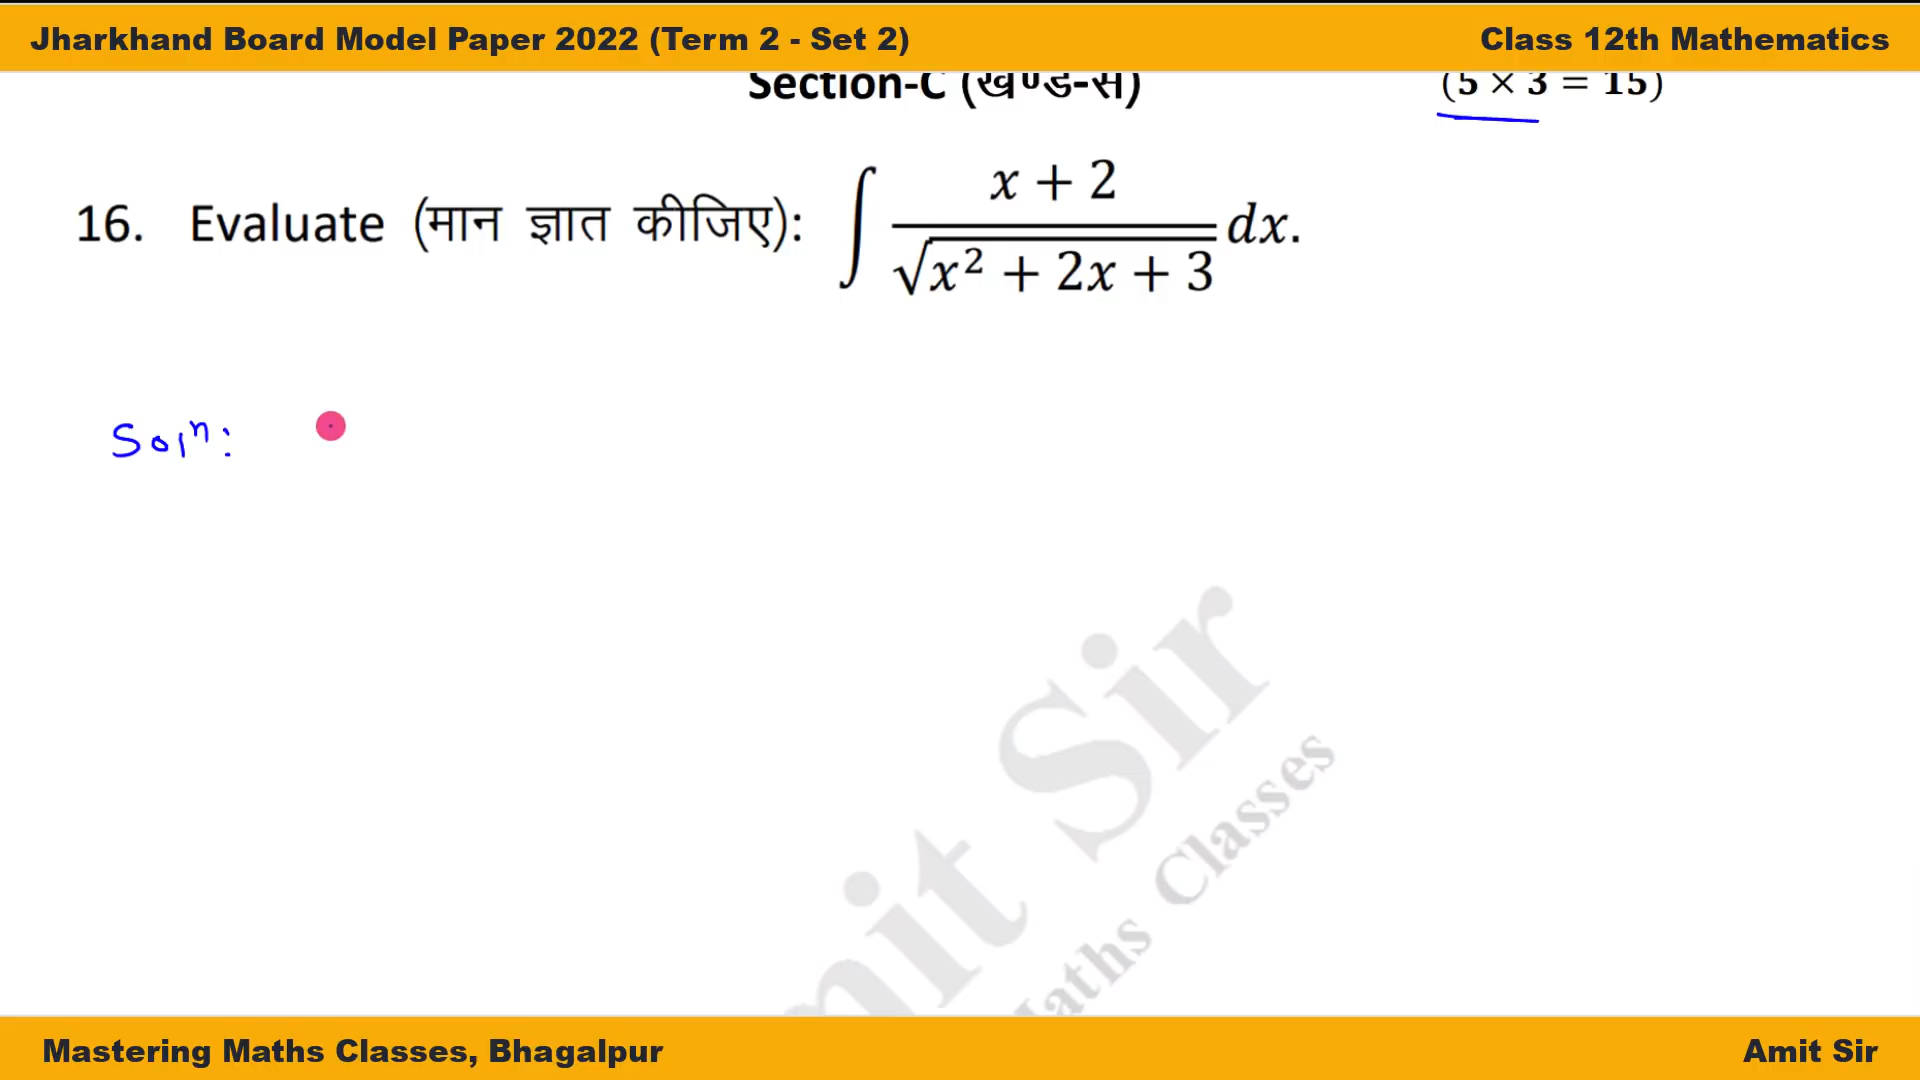 Jharkhand Board Model Paper 2022 (Term 2 - Set 2) Class 12th Mathematics
Section-C (खण्ड-स) (5 × 3 = 15)
16. Evaluate (मान ज्ञात कीजिए): ∫ (x + 2)/√(x² + 2x + 3) dx.
Solⁿ:
mit Sir
Maths Classes
Mastering Maths Classes, Bhagalpur Amit Sir